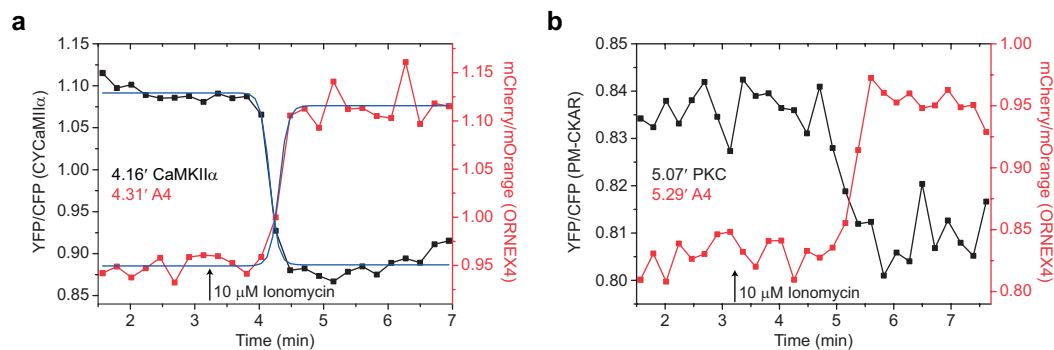 a
YFP/CFP (CYCaMIIα)
1.15
1.10
1.05
1.00
0.95
0.90
0.85
4.16′ CaMKIIα
4.31′ A4
10 μM Ionomycin
2 3 4 5 6 7
Time (min)
1.15
1.10
1.05
1.00
0.95
mCherry/mOrange (ORNEX4)
b
YFP/CFP (PM-CKAR)
0.85
0.84
0.83
0.82
0.81
0.80
5.07′ PKC
5.29′ A4
10 μM Ionomycin
2 3 4 5 6 7
Time (min)
1.00
0.95
0.90
0.85
0.80
mCherry/mOrange (ORNEX4)